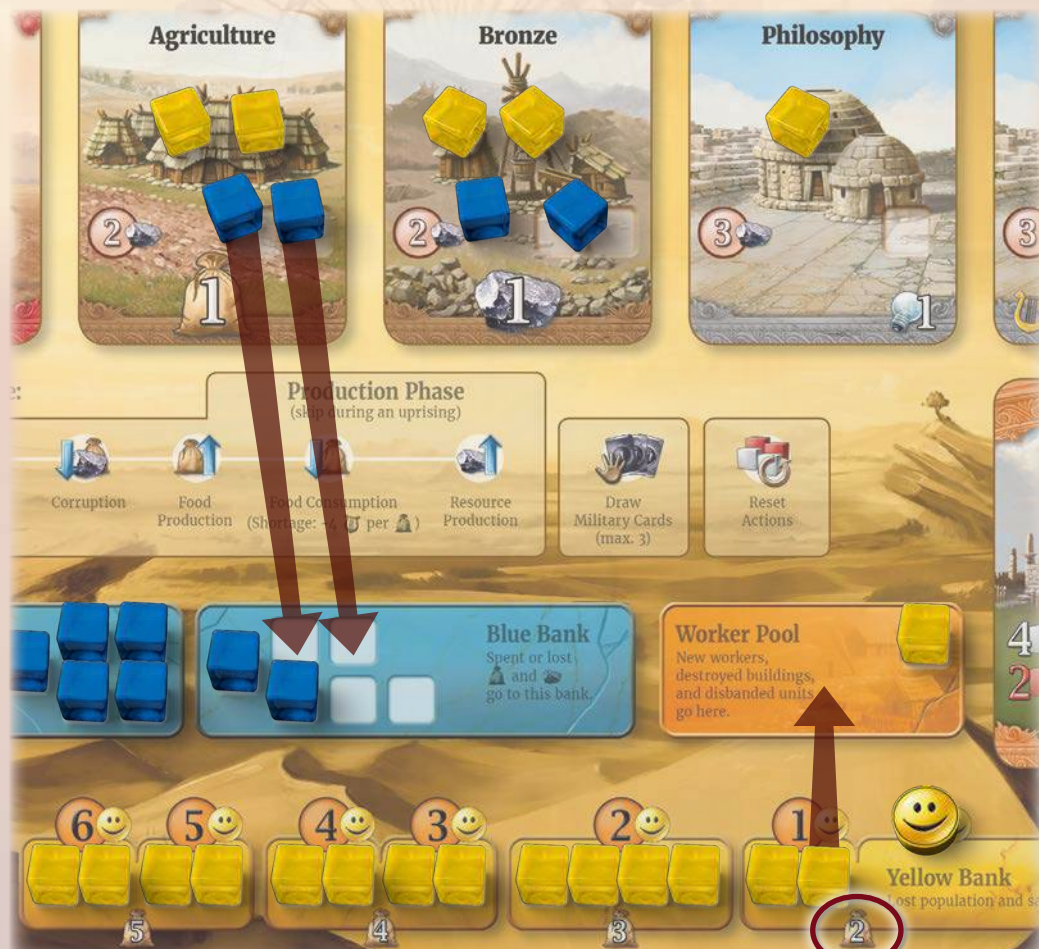 Agriculture
Bronze
Philosophy
2
2
3
3
1
1
1
Production Phase
(skip during an uprising)
Corruption
Food
Production
Food Consumption
(Shortage: -4 per )
Resource
Production
Draw
Military Cards
(max. 3)
Reset
Actions
Blue Bank
Spent or lost
and
go to this bank.
Worker Pool
New workers,
destroyed buildings,
and disbanded units
go here.
4
2
6
5
4
3
2
1
Yellow Bank
Lost population and
5
4
3
2